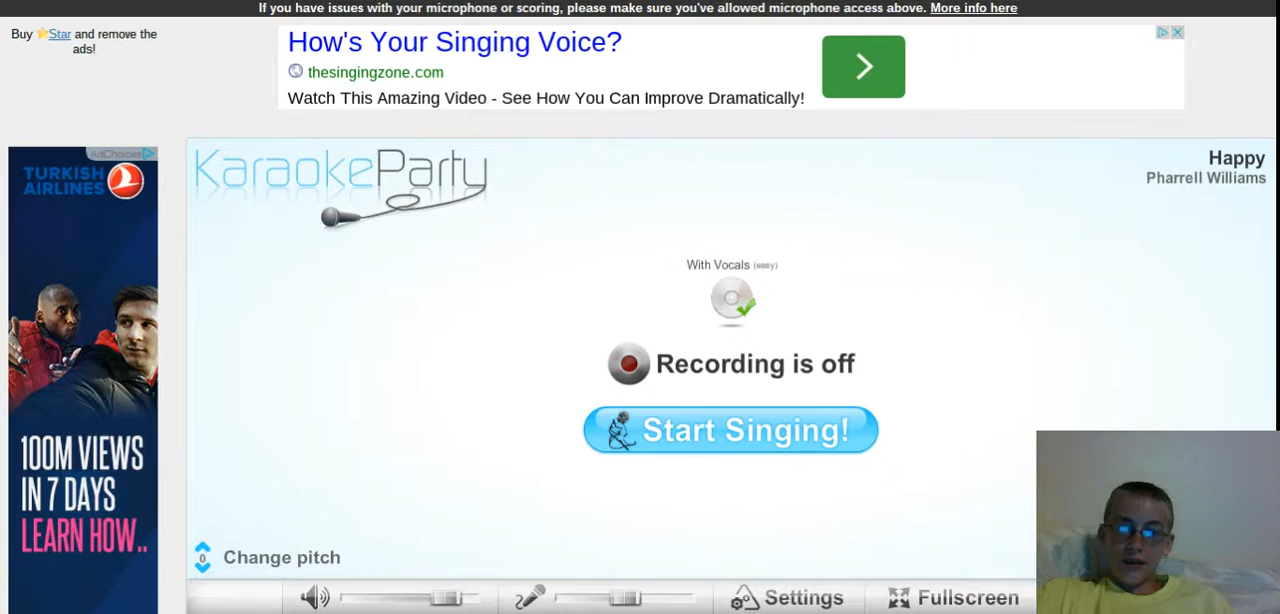 If you have issues with your microphone or scoring, please make sure you've allowed microphone access above. More info here
Buy Star and remove the
ads!
How's Your Singing Voice?
thesingingzone.com
Watch This Amazing Video - See How You Can Improve Dramatically!
AdChoices
TURKISH
AIRLINES
100M VIEWS
IN 7 DAYS
LEARN HOW..
KaraokeParty
Happy
Pharrell Williams
With Vocals (easy)
Recording is off
Start Singing!
0 Change pitch
Settings
Fullscreen